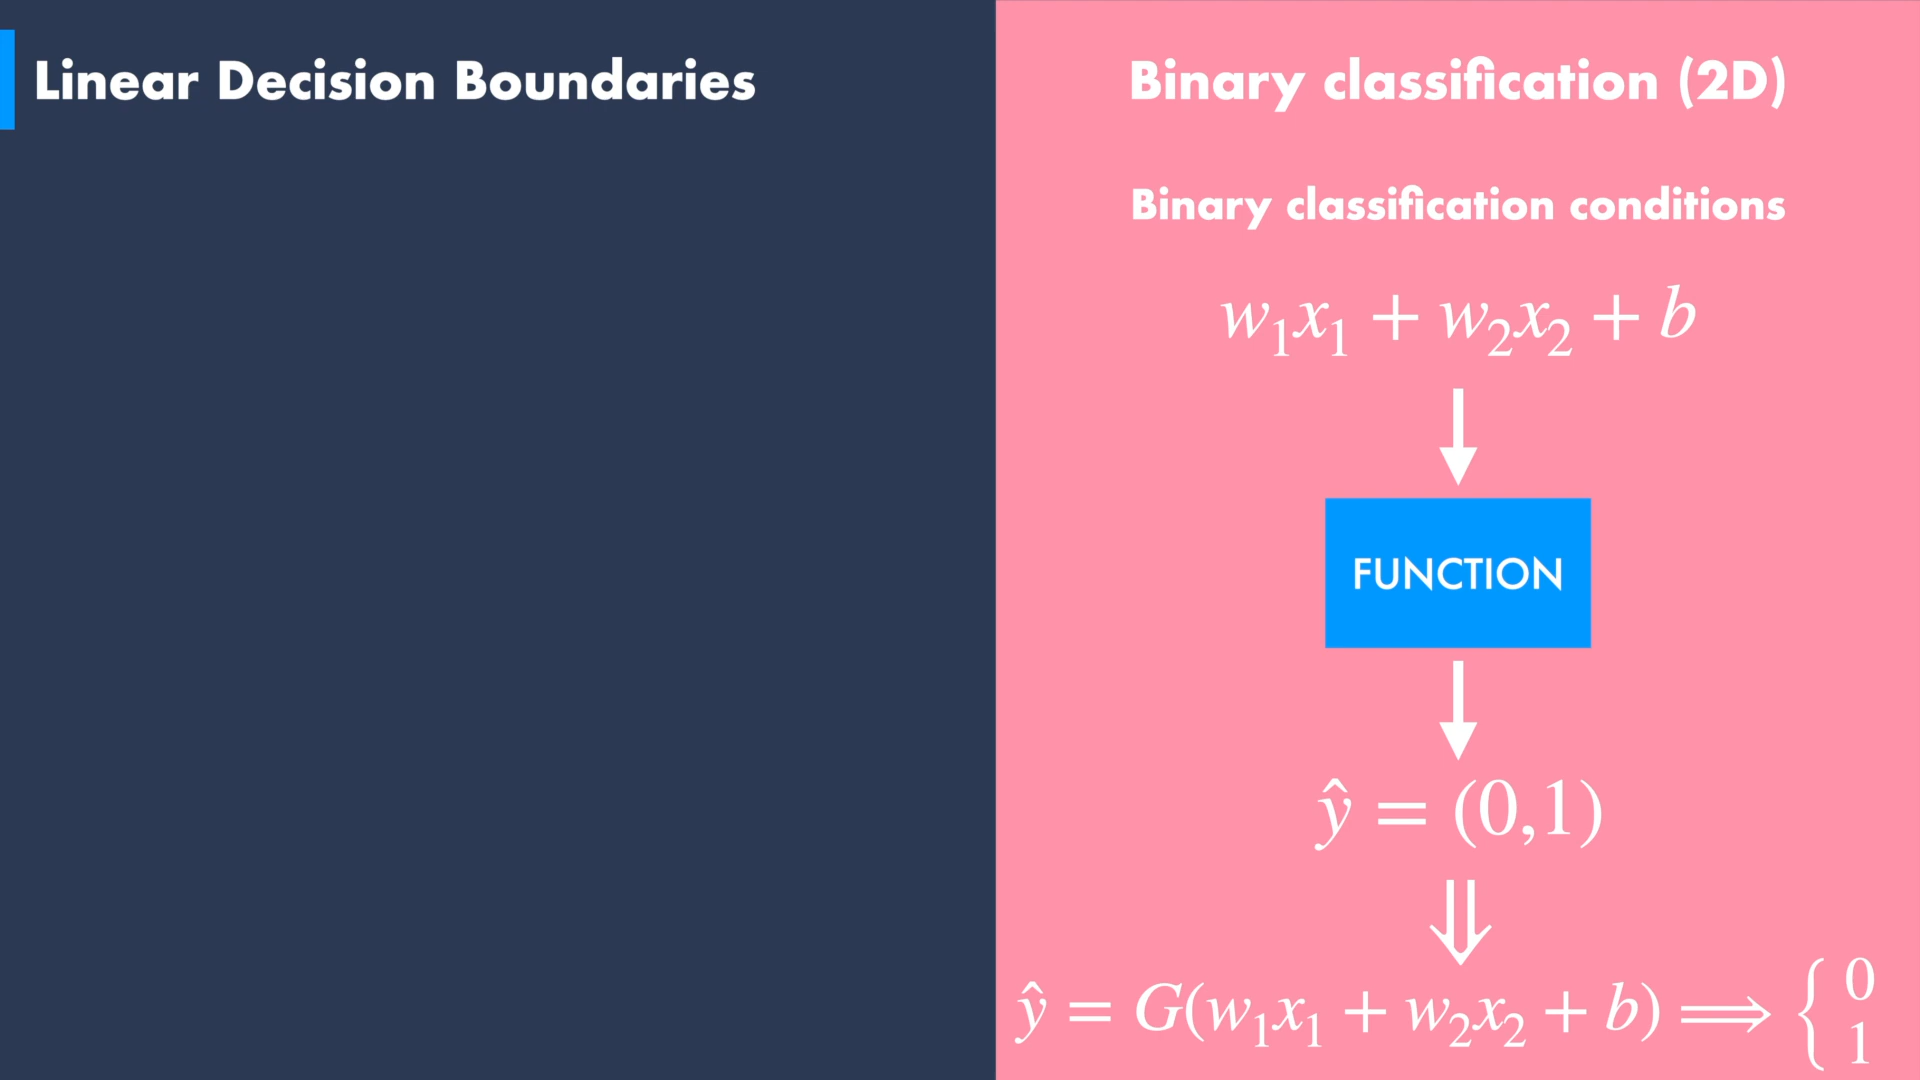 Linear Decision Boundaries
Binary classification (2D)
Binary classification conditions
w₁x₁ + w₂x₂ + b
FUNCTION
ŷ = (0,1)
⇓
ŷ = G(w₁x₁ + w₂x₂ + b) ⟹ { 0
1